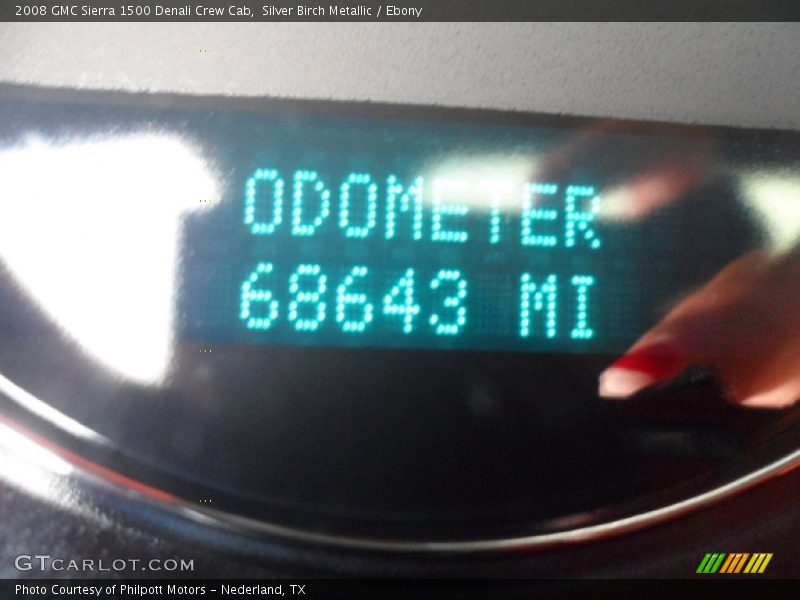 2008 GMC Sierra 1500 Denali Crew Cab,  Silver Birch Metallic / Ebony
ODOMETER
68643 MI
GTCARLOT.COM
Photo Courtesy of Philpott Motors - Nederland, TX